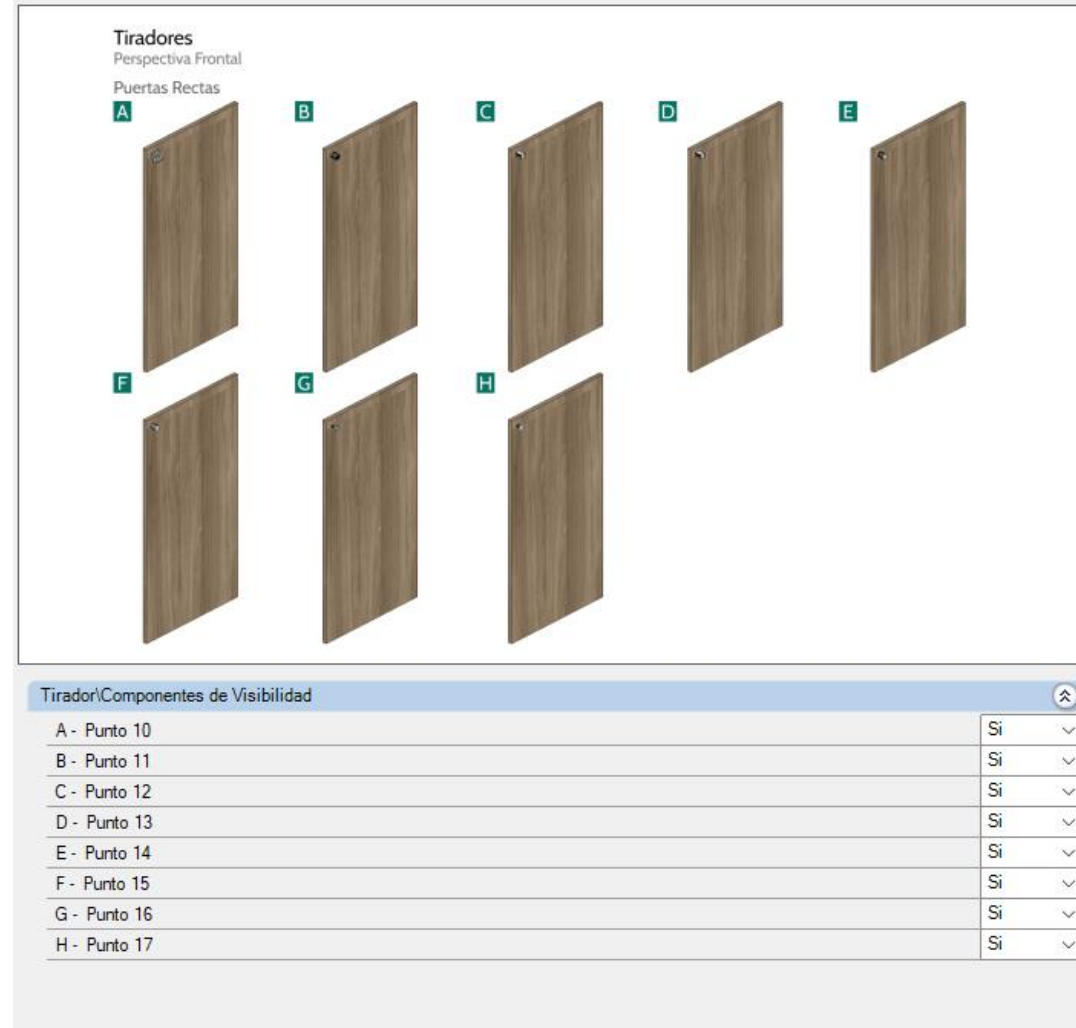 Tiradores
Perspectiva Frontal
Puertas Rectas
A B C D E
F G H
Tirador\Componentes de Visibilidad
A - Punto 10 Si
B - Punto 11 Si
C - Punto 12 Si
D - Punto 13 Si
E - Punto 14 Si
F - Punto 15 Si
G - Punto 16 Si
H - Punto 17 Si